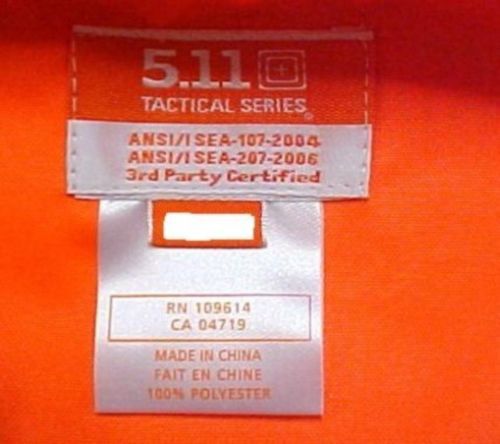 5.11
TACTICAL SERIES®
ANSI/ISEA-107-2004
ANSI/ISEA-207-2006
3rd Party Certified
RN 109614
CA 04719
MADE IN CHINA
FAIT EN CHINE
100% POLYESTER